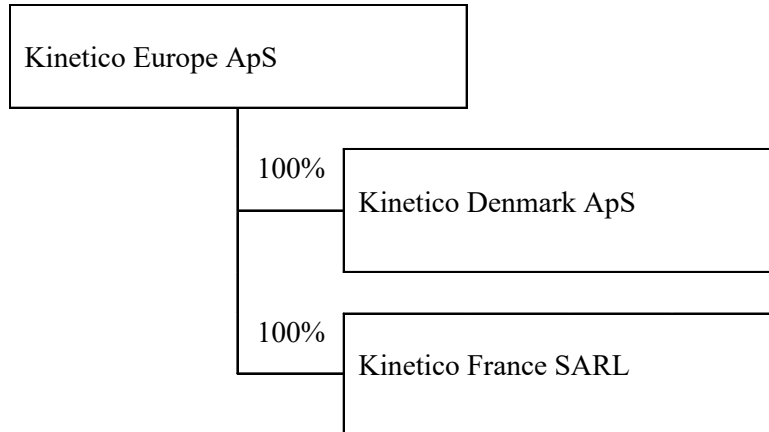 Kinetico Europe ApS
100%
Kinetico Denmark ApS
100%
Kinetico France SARL